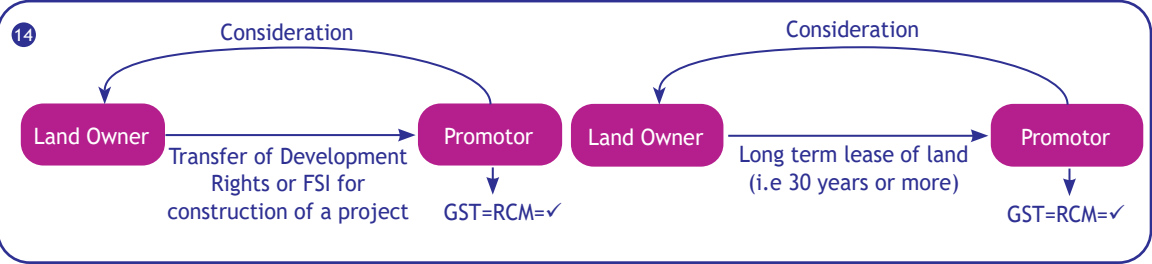 14
Consideration
Land Owner
Promotor
Transfer of Development
Rights or FSI for
construction of a project
GST=RCM=✓
Consideration
Land Owner
Promotor
Long term lease of land
(i.e 30 years or more)
GST=RCM=✓